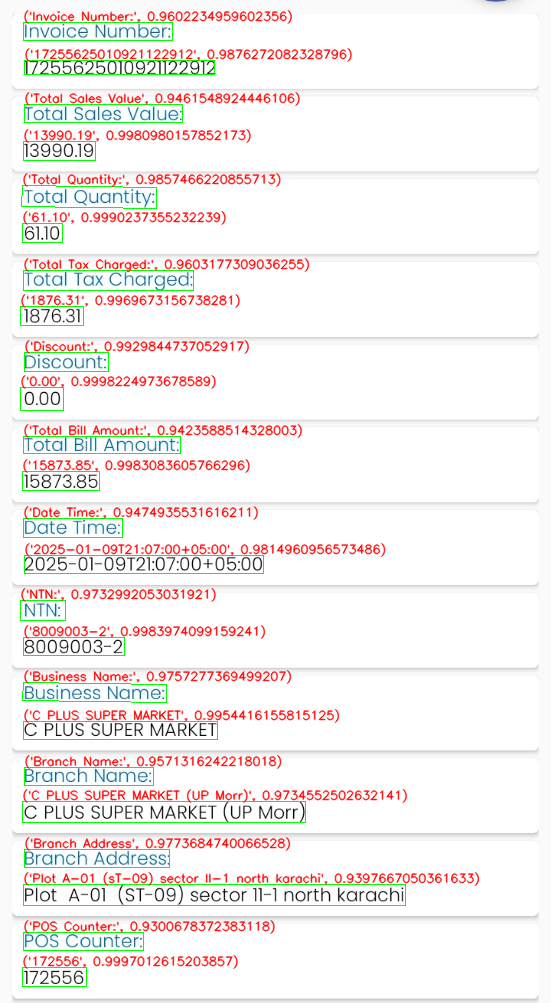 ('Invoice Number:', 0.9602234959602356)
Invoice Number:
('17255625010921122912', 0.9876272082328796)
17255625010921122912
('Total Sales Value', 0.9461548924446106)
Total Sales Value:
('13990.19', 0.9980980157852173)
13990.19
('Total Quantity:', 0.9857466220855713)
Total Quantity:
('61.10', 0.9990237355232239)
61.10
('Total Tax Charged:', 0.9603177309036255)
Total Tax Charged:
('1876.31', 0.9969673156738281)
1876.31
('Discount:', 0.9929844737052917)
Discount:
('0.00', 0.9998224973678589)
0.00
('Total Bill Amount:', 0.9423588514328003)
Total Bill Amount:
('15873.85', 0.9983083605766296)
15873.85
('Date Time:', 0.9474935531616211)
Date Time:
('2025-01-09T21:07:00+05:00', 0.9814960956573486)
2025-01-09T21:07:00+05:00
('NTN:', 0.9732992053031921)
NTN:
('8009003-2', 0.9983974099159241)
8009003-2
('Business Name:', 0.9757277369499207)
Business Name:
('C PLUS SUPER MARKET', 0.9954416155815125)
C PLUS SUPER MARKET
('Branch Name:', 0.9571316242218018)
Branch Name:
('C PLUS SUPER MARKET (UP Morr)', 0.9734552502632141)
C PLUS SUPER MARKET (UP Morr)
('Branch Address', 0.9773684740066528)
Branch Address:
('Plot A-01 (sT-09) sector ll-1 north karachi', 0.9397667050361633)
Plot A-01 (ST-09) sector 11-1 north karachi
('POS Counter:', 0.9300678372383118)
POS Counter:
('172556', 0.9997012615203857)
172556